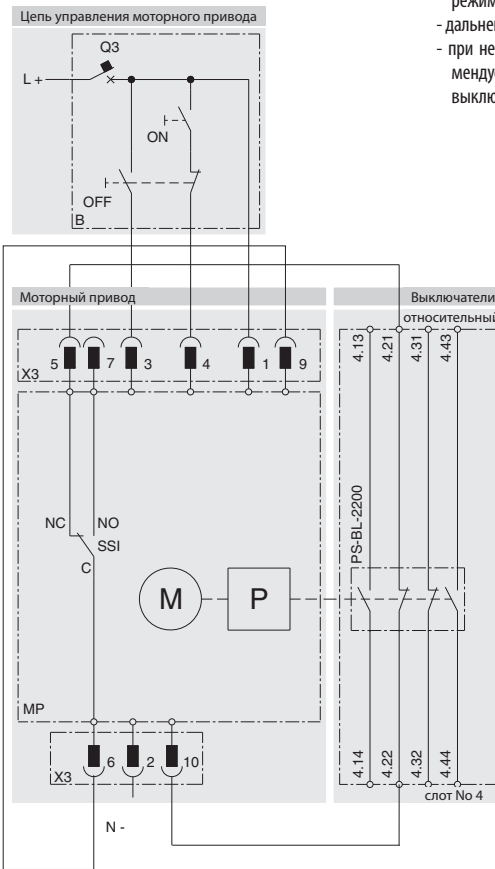 режим
- дальней
- при не
мендуе
выклю
Цепь управления моторного привода
Q3
L +
ON
OFF
B
Моторный привод
Выключатели
относительный
X3
5
7
3
4
1
9
4.13
4.21
4.31
4.43
PS-BL-2200
NC
NO
SSI
C
M
P
MP
X3
6
2
10
4.14
4.22
4.32
4.44
слот No 4
N -